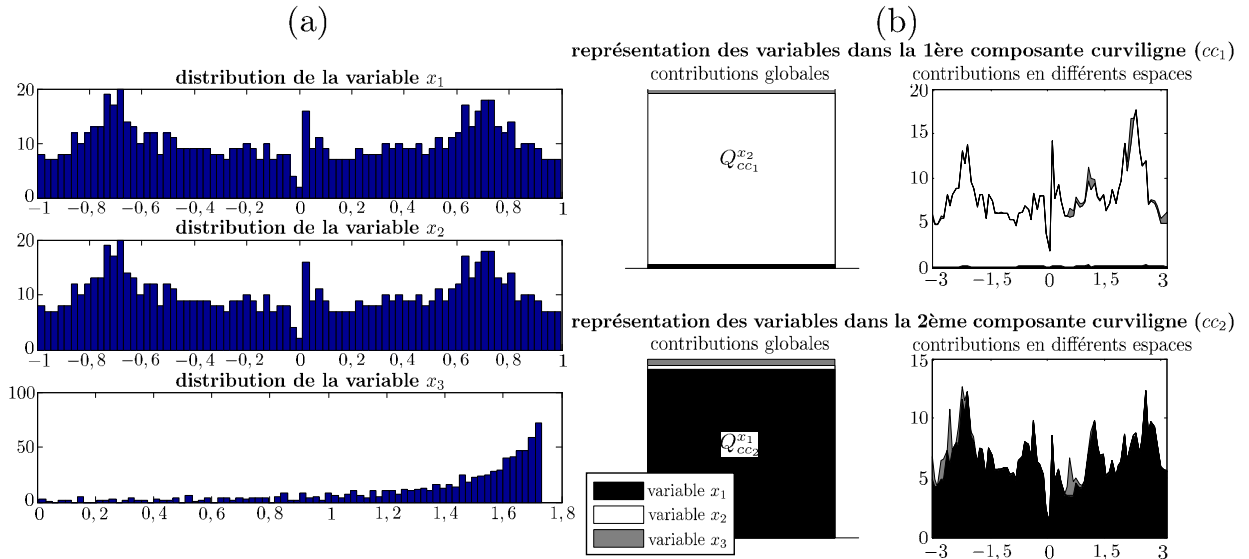 (a)
distribution de la variable x₁
20
10
0
−1 −0,8 −0,6 −0,4 −0,2 0 0,2 0,4 0,6 0,8 1
distribution de la variable x₂
20
10
0
−1 −0,8 −0,6 −0,4 −0,2 0 0,2 0,4 0,6 0,8 1
distribution de la variable x₃
100
50
0
0 0,2 0,4 0,6 0,8 1 1,2 1,4 1,6 1,8
(b)
représentation des variables dans la 1ère composante curviligne (cc₁)
contributions globales
Q^{x₂}_{cc₁}
contributions en différents espaces
20
15
10
5
0
−3 −1,5 0 1,5 3
représentation des variables dans la 2ème composante curviligne (cc₂)
contributions globales
Q^{x₁}_{cc₂}
variable x₁
variable x₂
variable x₃
contributions en différents espaces
15
10
5
0
−3 −1,5 0 1,5 3